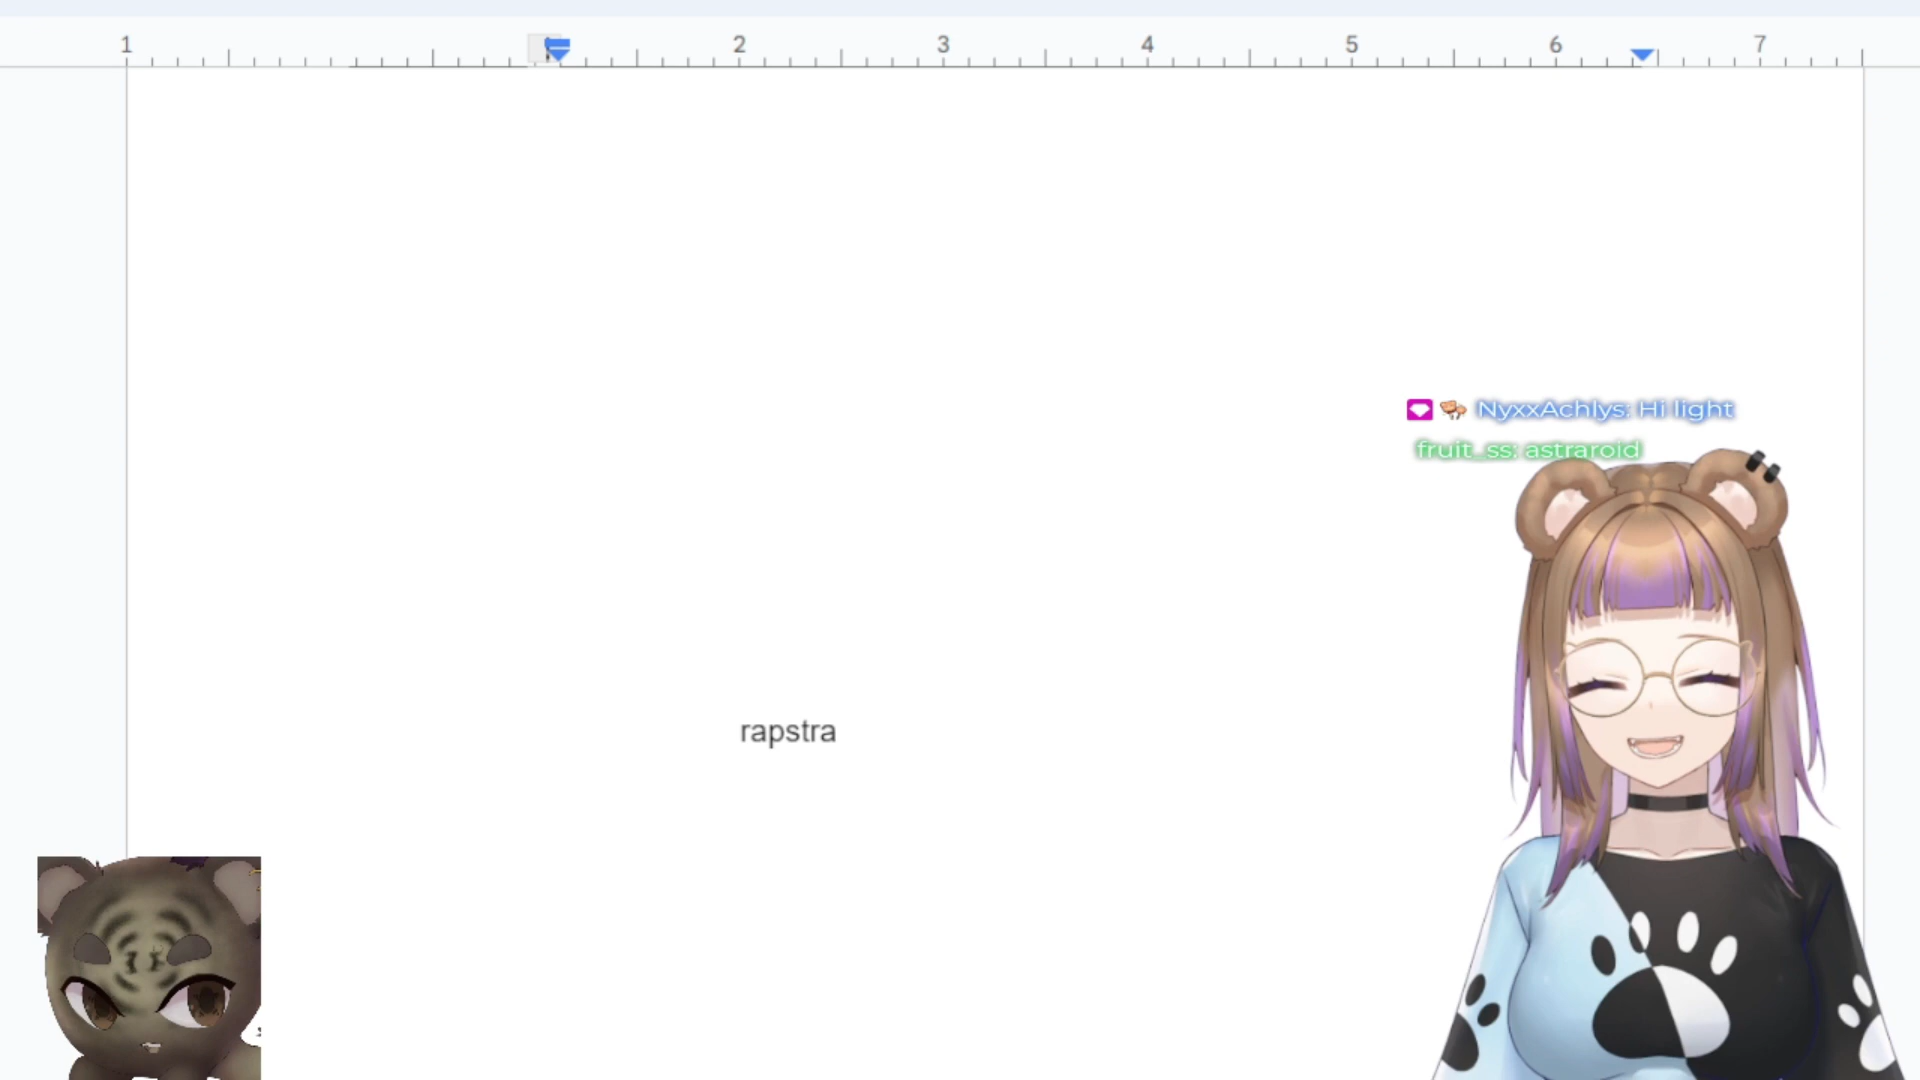 1 2 3 4 5 6 7
NyxxAchlys: Hi light
fruit_ss: astraroid
rapstra